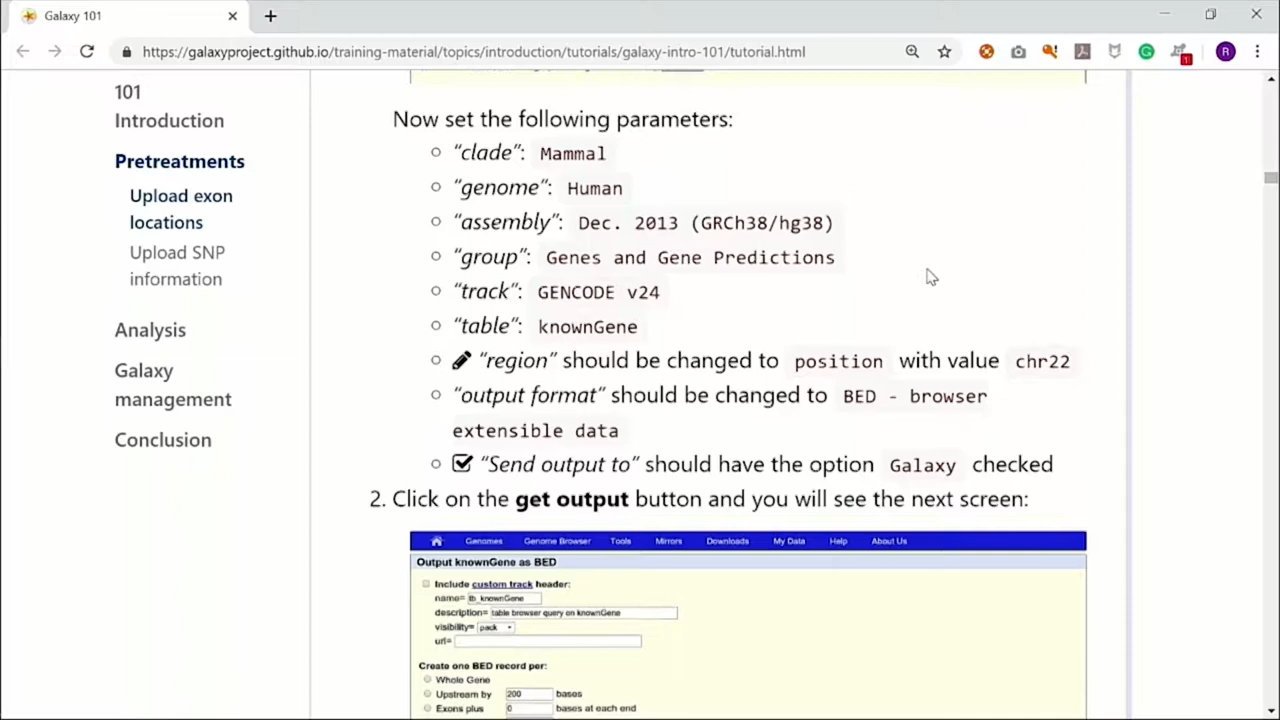 Galaxy 101
https://galaxyproject.github.io/training-material/topics/introduction/tutorials/galaxy-intro-101/tutorial.html
1
R
101
Introduction
Pretreatments
Upload exon
locations
Upload SNP
information
Analysis
Galaxy
management
Conclusion
Now set the following parameters:
“clade”: Mammal
“genome”: Human
“assembly”: Dec. 2013 (GRCh38/hg38)
“group”: Genes and Gene Predictions
“track”: GENCODE v24
“table”: knownGene
“region” should be changed to position with value chr22
“output format” should be changed to BED - browser
extensible data
“Send output to” should have the option Galaxy checked
2. Click on the get output button and you will see the next screen:
Genomes Genome Browser Tools Mirrors Downloads My Data Help About Us
Output knownGene as BED
Include custom track header:
name= tb_knownGene
description= table browser query on knownGene
visibility= pack
url=
Create one BED record per:
Whole Gene
Upstream by 200 bases
Exons plus 0 bases at each end